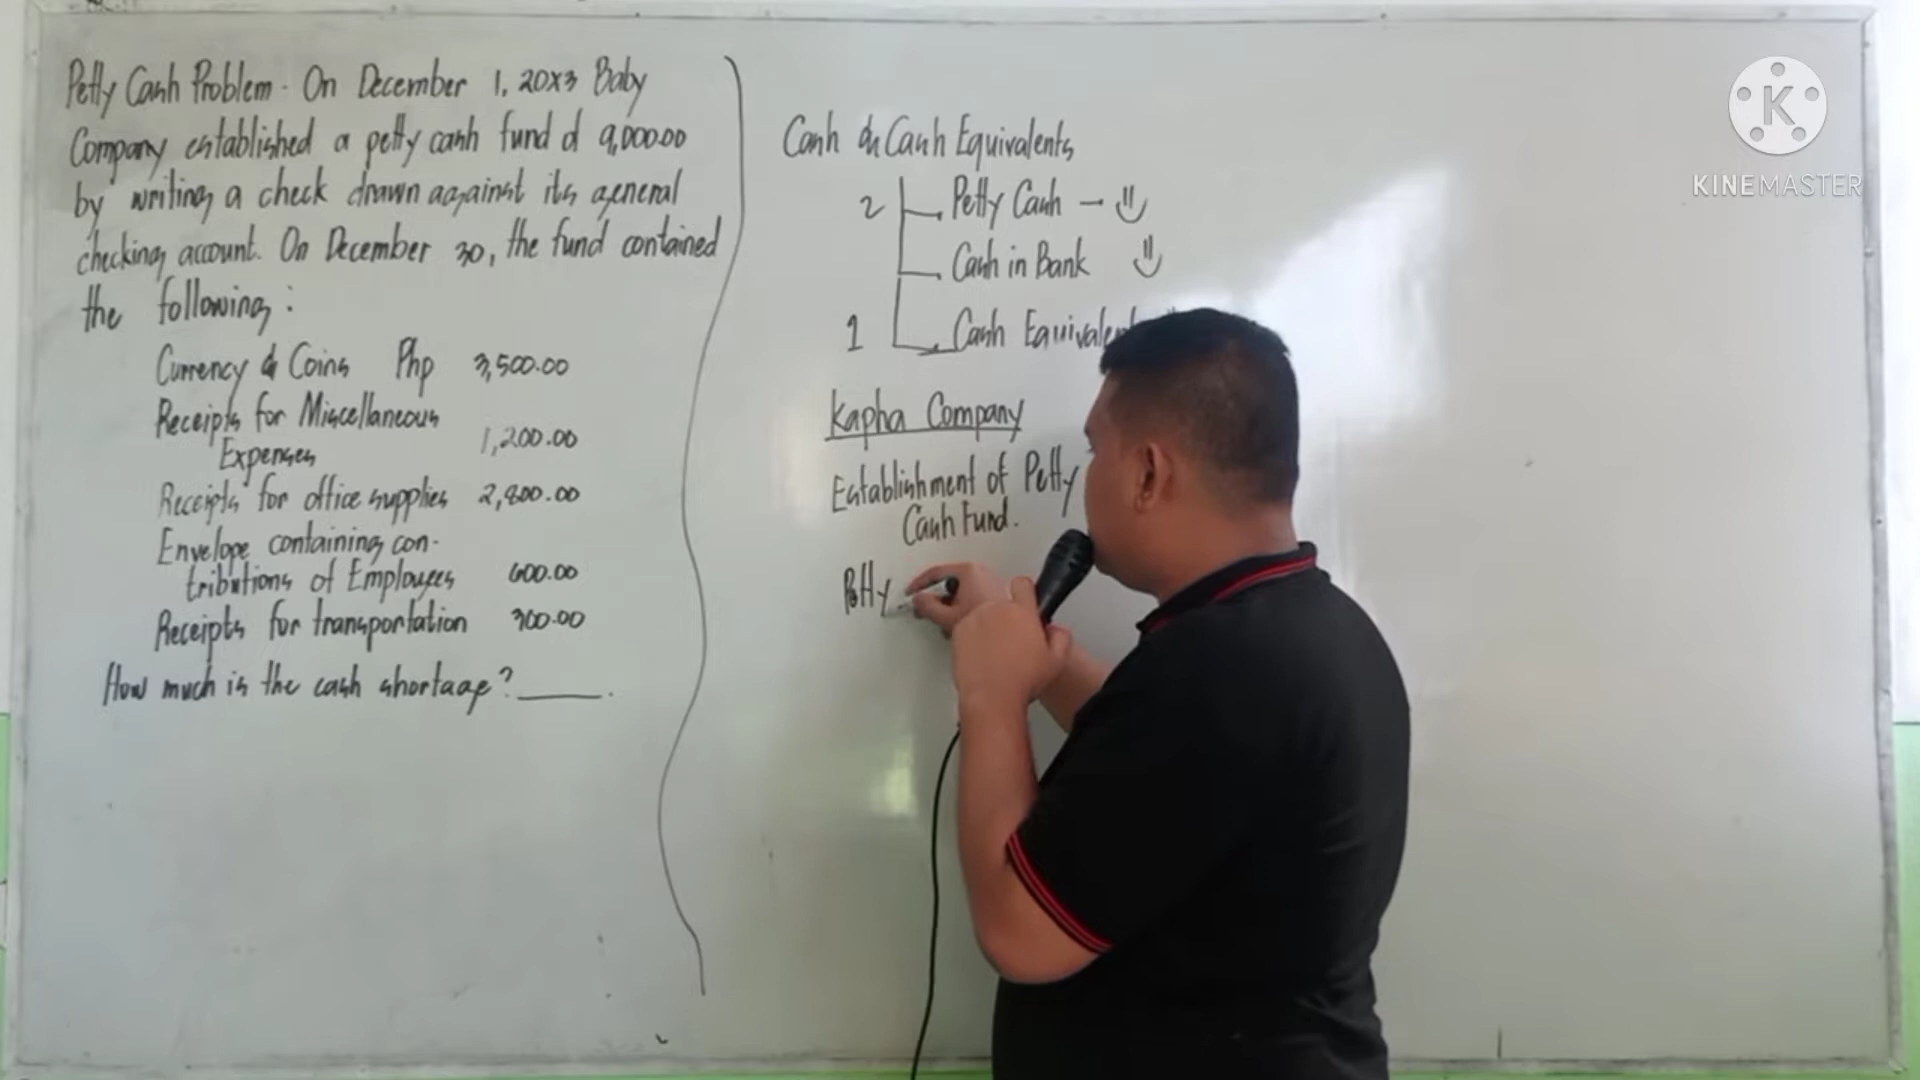 Petty Cash Problem - On December 1, 20x3 Baby
Company established a petty cash fund of 9,000.00
by writing a check drawn against its general
checking account. On December 30, the fund contained
the following:
Currency & Coins Php 3,500.00
Receipts for Miscellaneous
Expenses 1,200.00
Receipts for office supplies 2,800.00
Envelope containing con-
tributions of Employees 600.00
Receipts for transportation 300.00
How much is the cash shortage? ______.
Cash & Cash Equivalents
2 Petty Cash -
Cash in Bank
1 Cash
Kapha Company
Establishment of Petty
Cash Fund.
Petty
K
KINEMASTER